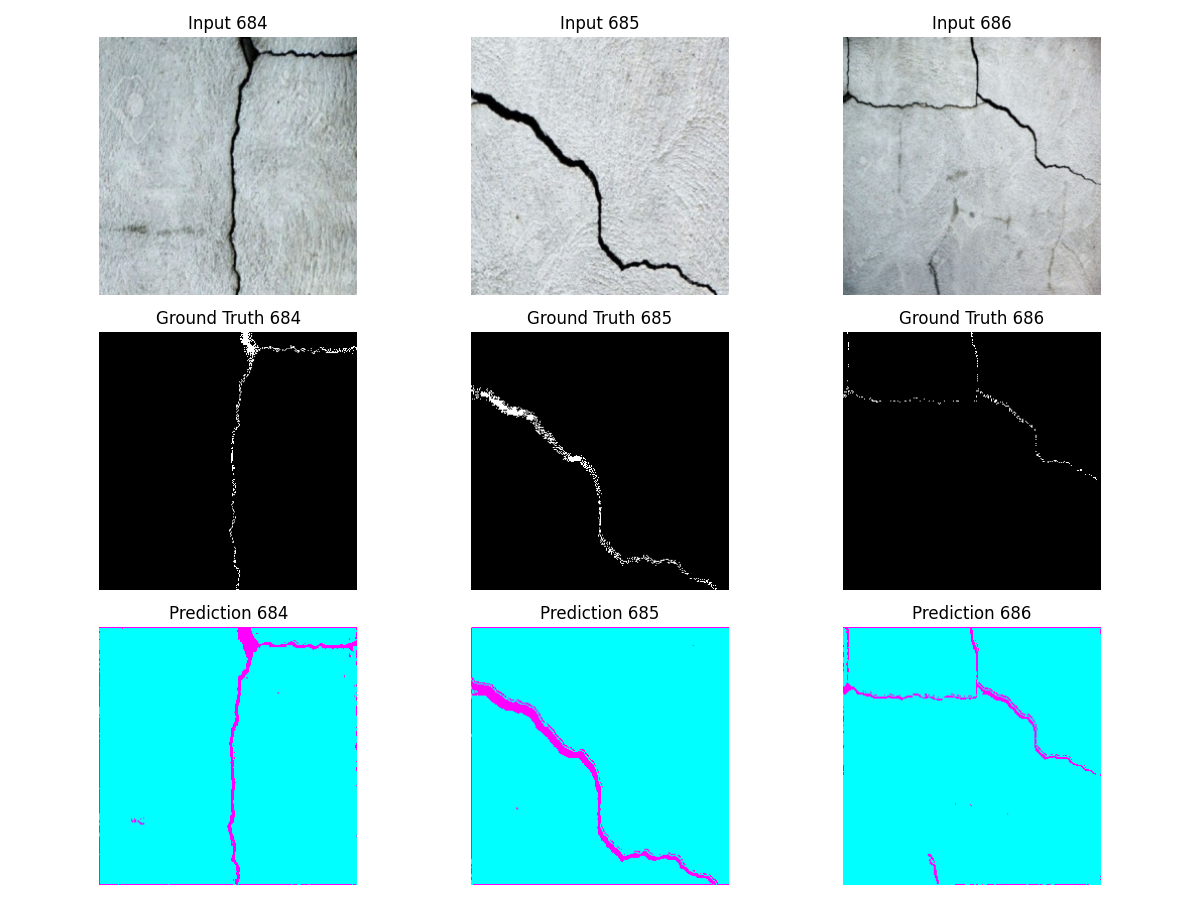 Input 684
Input 685
Input 686
Ground Truth 684
Ground Truth 685
Ground Truth 686
Prediction 684
Prediction 685
Prediction 686